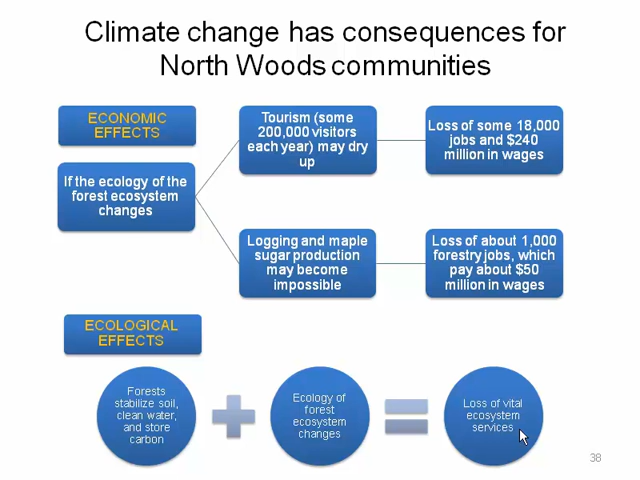 Climate change has consequences for
North Woods communities
ECONOMIC
EFFECTS
If the ecology of the
forest ecosystem
changes
Tourism (some
200,000 visitors
each year) may dry
up
Loss of some 18,000
jobs and $240
million in wages
Logging and maple
sugar production
may become
impossible
Loss of about 1,000
forestry jobs, which
pay about $50
million in wages
ECOLOGICAL
EFFECTS
Forests
stabilize soil,
clean water,
and store
carbon
Ecology of
forest
ecosystem
changes
Loss of vital
ecosystem
services
38